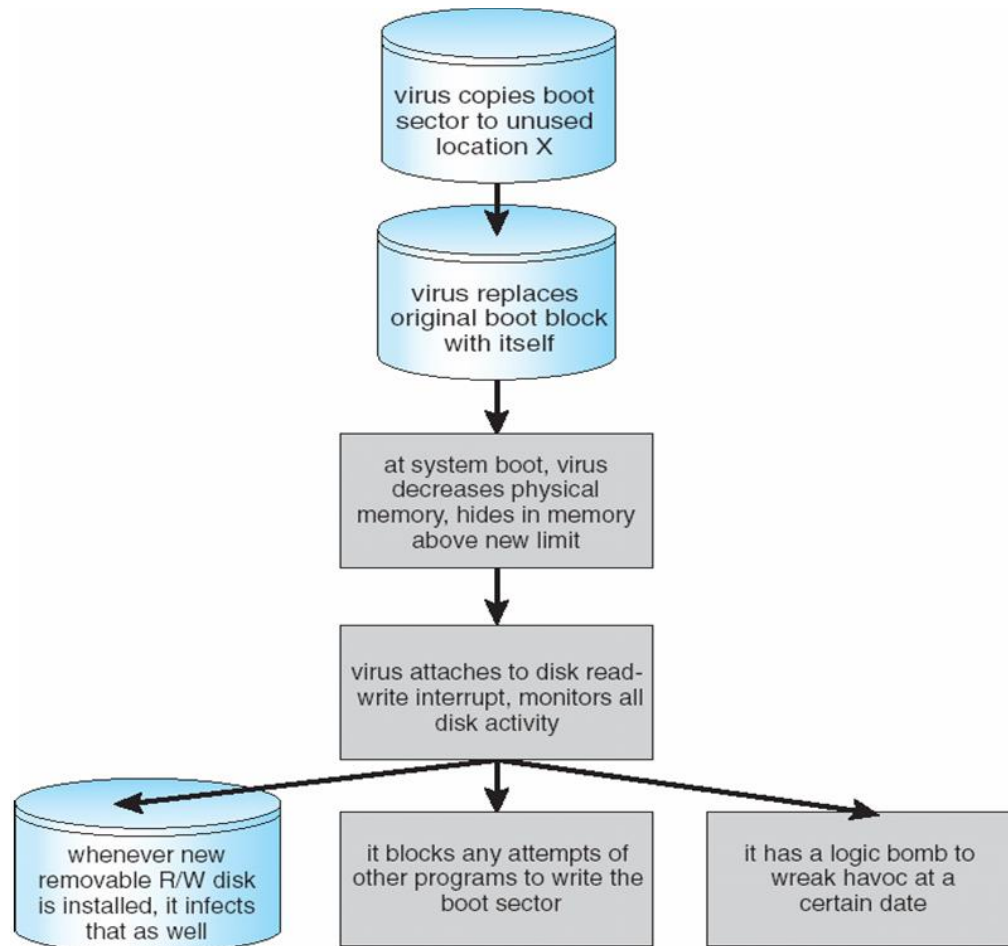 virus copies boot
sector to unused
location X
virus replaces
original boot block
with itself
at system boot, virus
decreases physical
memory, hides in memory
above new limit
virus attaches to disk read-
write interrupt, monitors all
disk activity
whenever new
removable R/W disk
is installed, it infects
that as well
it blocks any attempts of
other programs to write the
boot sector
it has a logic bomb to
wreak havoc at a
certain date